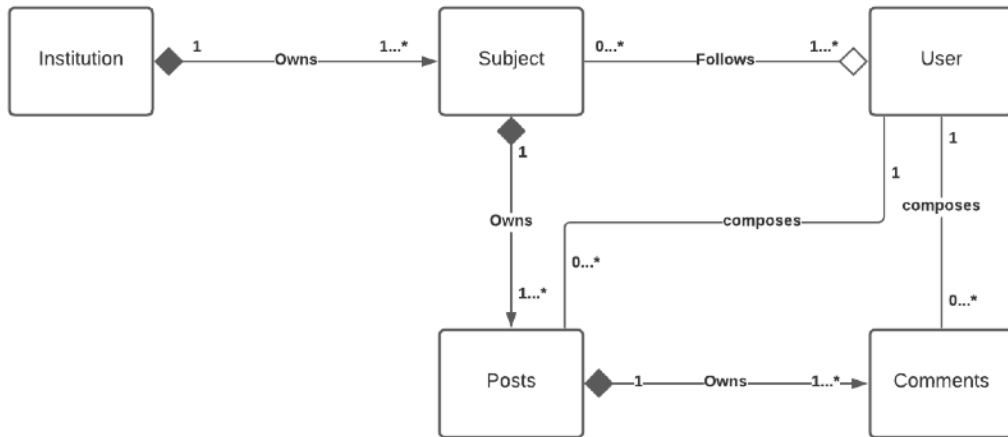 Institution
1
Owns
1...*
Subject
0...*
Follows
1...*
User
1
Owns
1...*
1
composes
0...*
1
composes
0...*
Posts
1
Owns
1...*
Comments